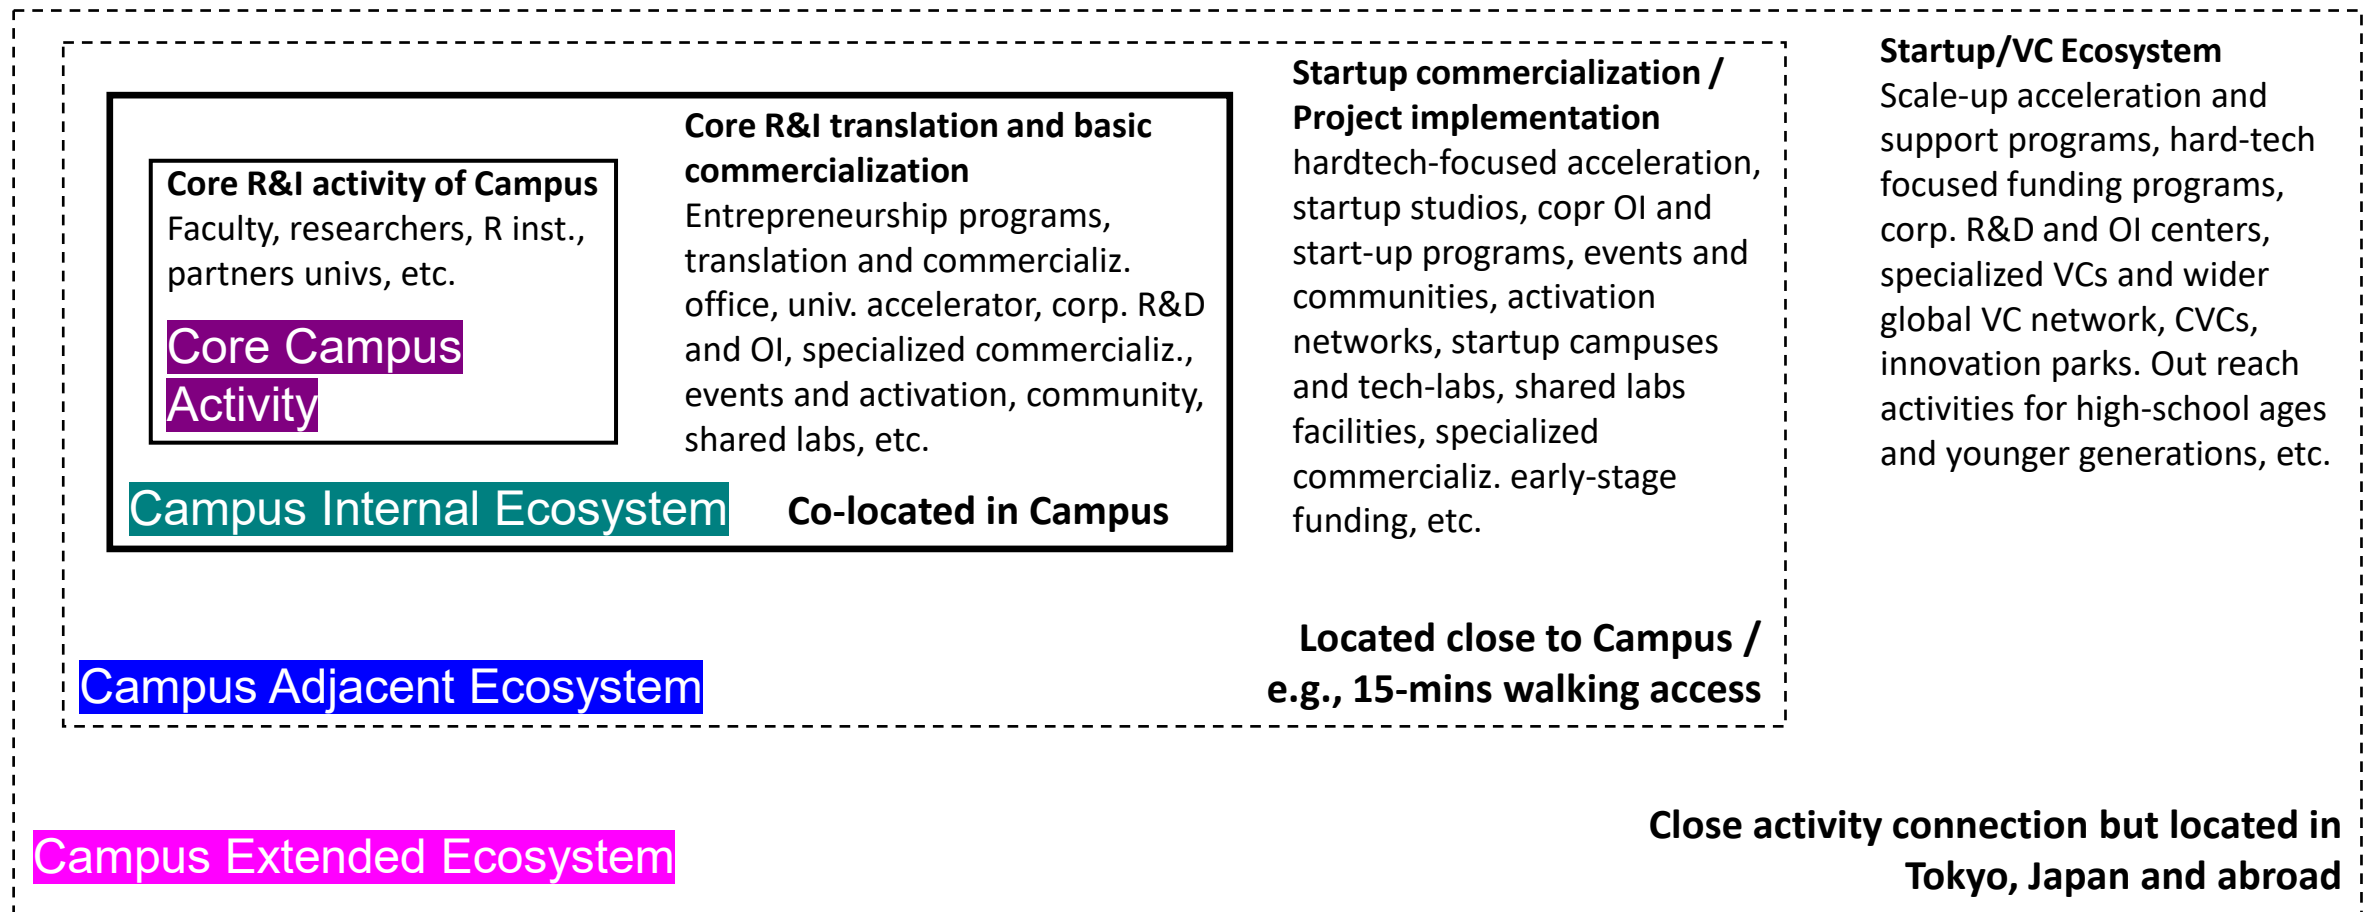 Core R&I activity of Campus
Faculty, researchers, R inst.,
partners univs, etc.
Core Campus
Activity
Core R&I translation and basic
commercialization
Entrepreneurship programs,
translation and commercializ.
office, univ. accelerator, corp. R&D
and OI, specialized commercializ.,
events and activation, community,
shared labs, etc.
Campus Internal Ecosystem
Co-located in Campus
Startup commercialization /
Project implementation
hardtech-focused acceleration,
startup studios, copr OI and
start-up programs, events and
communities, activation
networks, startup campuses
and tech-labs, shared labs
facilities, specialized
commercializ. early-stage
funding, etc.
Located close to Campus /
e.g., 15-mins walking access
Campus Adjacent Ecosystem
Startup/VC Ecosystem
Scale-up acceleration and
support programs, hard-tech
focused funding programs,
corp. R&D and OI centers,
specialized VCs and wider
global VC network, CVCs,
innovation parks. Out reach
activities for high-school ages
and younger generations, etc.
Close activity connection but located in
Tokyo, Japan and abroad
Campus Extended Ecosystem